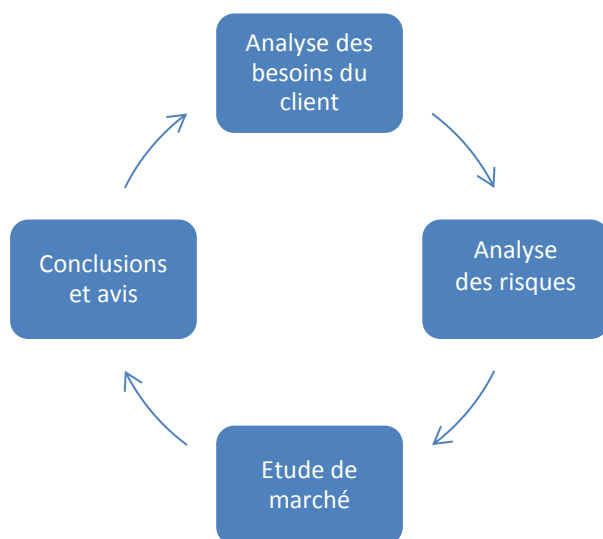 Analyse des
besoins du
client
Analyse
des risques
Etude de
marché
Conclusions
et avis